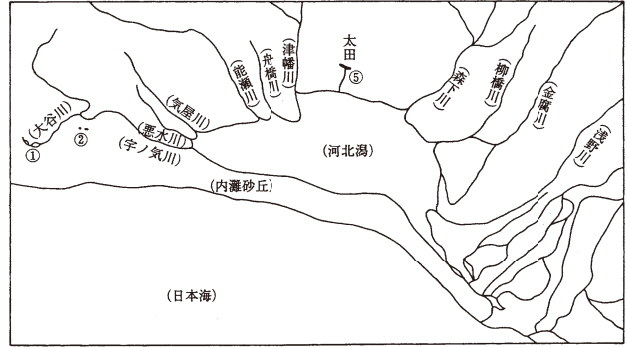 (大谷川)
①
②
(気屋川)
(悪水川)
(宇ノ気川)
(能瀬川)
(舟橋川)
(津幡川)
太田
⑤
(森下川)
(柳橋川)
(金腐川)
(浅野川)
(河北潟)
(内灘砂丘)
(日本海)